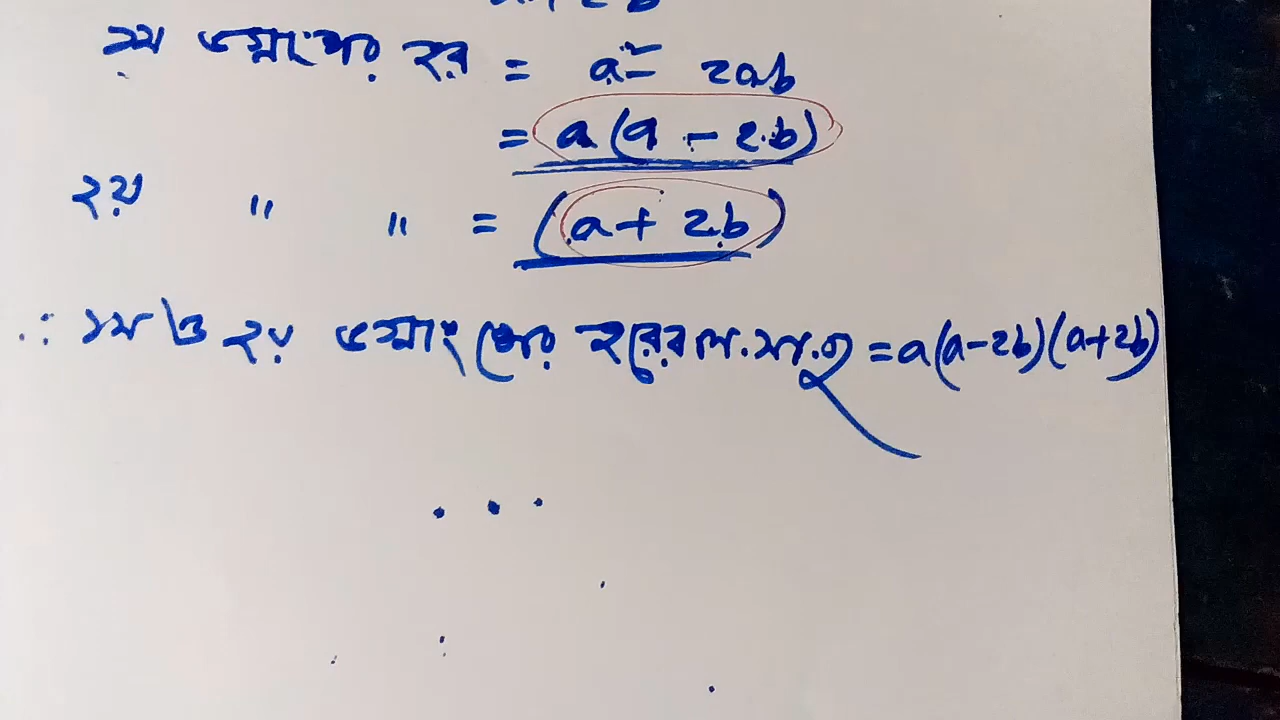 ১ম ভগ্নাংশের হর = a² - 2ab
= a(a - 2b)
২য় " " = (a + 2b)
∴ ১ম ও ২য় ভগ্নাংশের হরের ল.সা.গু = a(a-2b)(a+2b)
...